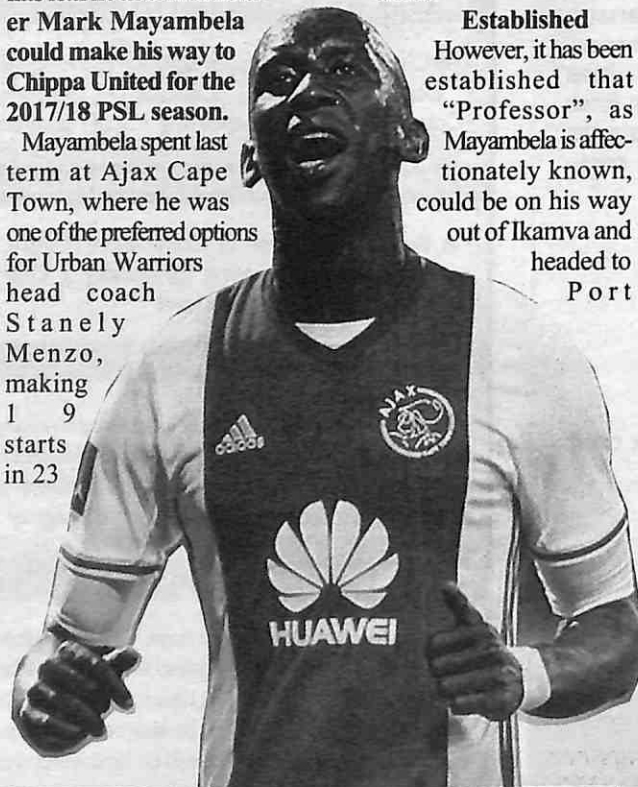 er Mark Mayambela
could make his way to
Chippa United for the
2017/18 PSL season.
Mayambela spent last
term at Ajax Cape
Town, where he was
one of the preferred options
for Urban Warriors
head coach
Stanely
Menzo,
making
1 9
starts
in 23
Established
However, it has been
established that
“Professor”, as
Mayambela is affec-
tionately known,
could be on his way
out of Ikamva and
headed to
Port
AJAX
adidas
HUAWEI